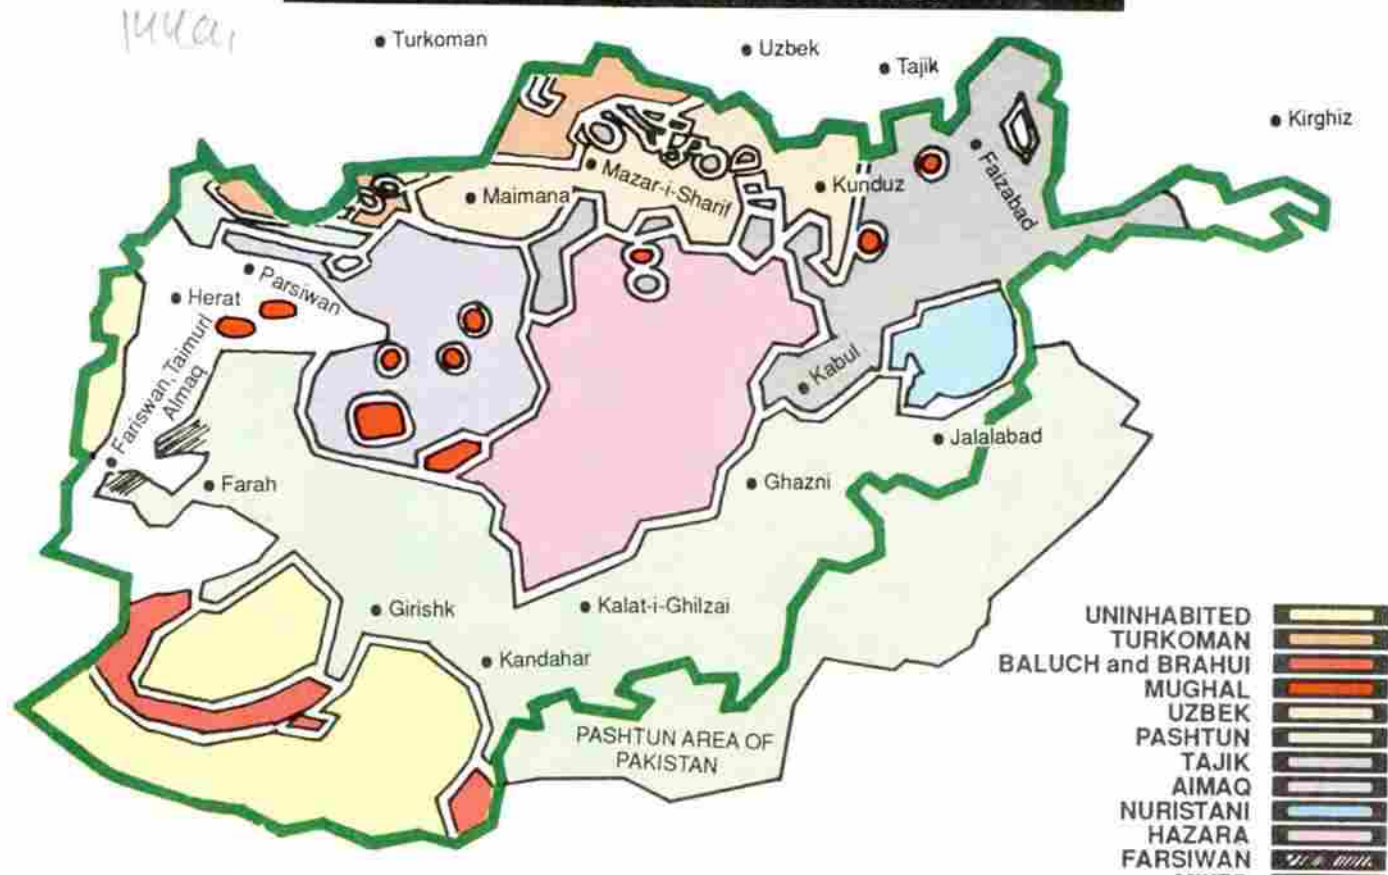 Turkoman
Uzbek
Tajik
Kirghiz
Maimana
Mazar-i-Sharif
Kunduz
Faizabad
Parsiwan
Herat
Fariswan, Taimuri
Almaq
Kabul
Jalalabad
Farah
Ghazni
Girishk
Kalat-i-Ghilzai
Kandahar
PASHTUN AREA OF
PAKISTAN
UNINHABITED
TURKOMAN
BALUCH and BRAHUI
MUGHAL
UZBEK
PASHTUN
TAJIK
AIMAQ
NURISTANI
HAZARA
FARSIWAN